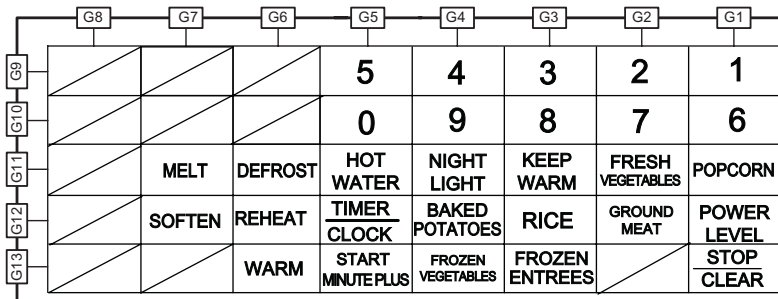 G8 G7 G6 G5 G4 G3 G2 G1
G9 5 4 3 2 1
G10 0 9 8 7 6
G11 MELT DEFROST HOT WATER NIGHT LIGHT KEEP WARM FRESH VEGETABLES POPCORN
G12 SOFTEN REHEAT TIMER CLOCK BAKED POTATOES RICE GROUND MEAT POWER LEVEL
G13 WARM START MINUTE PLUS FROZEN VEGETABLES FROZEN ENTREES STOP CLEAR